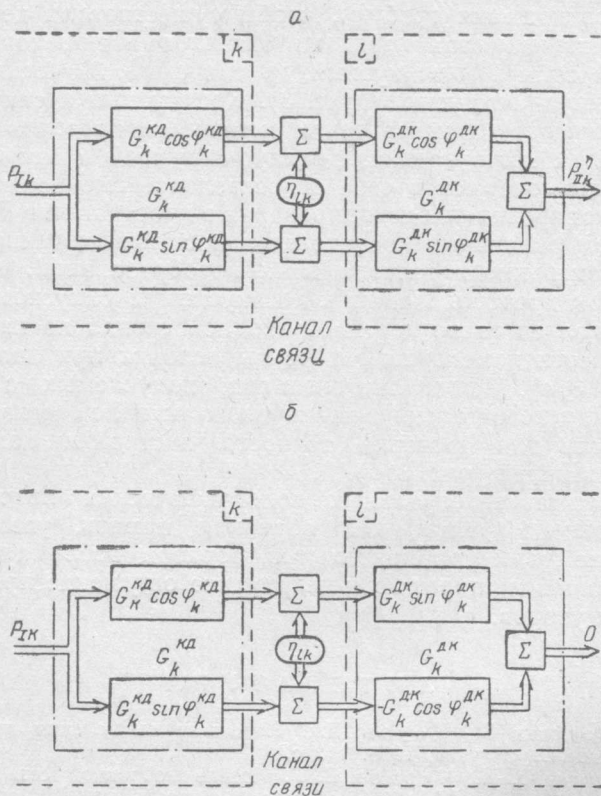 а
k
l
G_k^{кд} cos φ_k^{кд}
Σ
G_k^{дк} cos φ_k^{дк}
P_{Ik}
G_k^{кд}
η_{lk}
G_k^{дк}
Σ
P_{IIk}^η
G_k^{кд} sin φ_k^{кд}
Σ
G_k^{дк} sin φ_k^{дк}
Канал
связи
б
k
l
G_k^{кд} cos φ_k^{кд}
Σ
G_k^{дк} sin φ_k^{дк}
P_{Ik}
G_k^{кд}
η_{lk}
G_k^{дк}
Σ
0
G_k^{кд} sin φ_k^{кд}
Σ
-G_k^{дк} cos φ_k^{дк}
Канал
связи